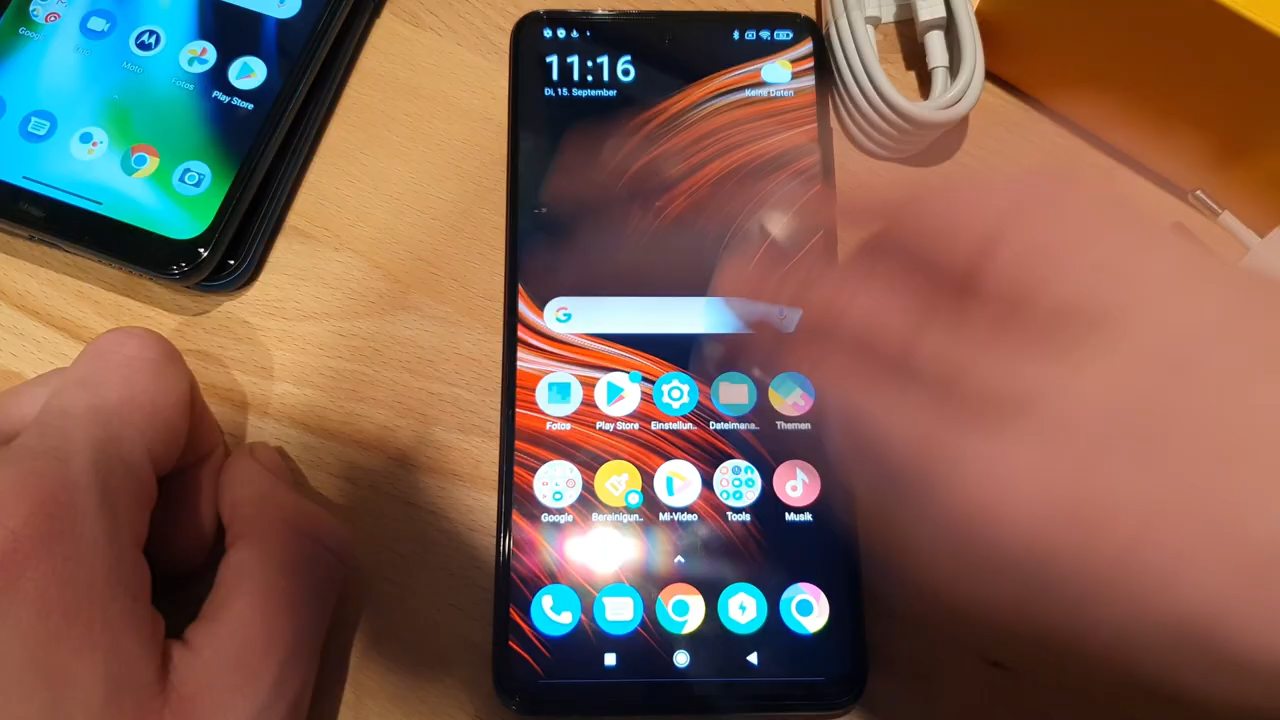 Google
Duo
Moto
Fotos
Play Store
11:16
Di, 15. September
Keine Daten
Fotos
Play Store
Einstellun..
Dateimana..
Themen
Google
Bereinigun..
Mi-Video
Tools
Musik